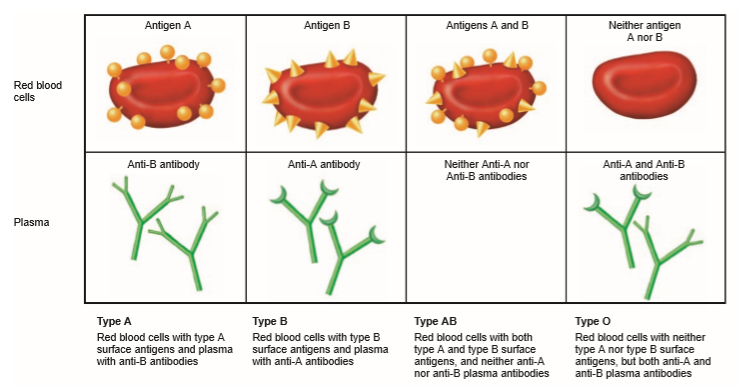 Antigen A
Antigen B
Antigens A and B
Neither antigen
A nor B
Red blood
cells
Anti-B antibody
Anti-A antibody
Neither Anti-A nor
Anti-B antibodies
Anti-A and Anti-B
antibodies
Plasma
Type A
Red blood cells with type A
surface antigens and plasma
with anti-B antibodies
Type B
Red blood cells with type B
surface antigens and plasma
with anti-A antibodies
Type AB
Red blood cells with both
type A and type B surface
antigens, and neither anti-A
nor anti-B plasma antibodies
Type O
Red blood cells with neither
type A nor type B surface
antigens, but both anti-A and
anti-B plasma antibodies